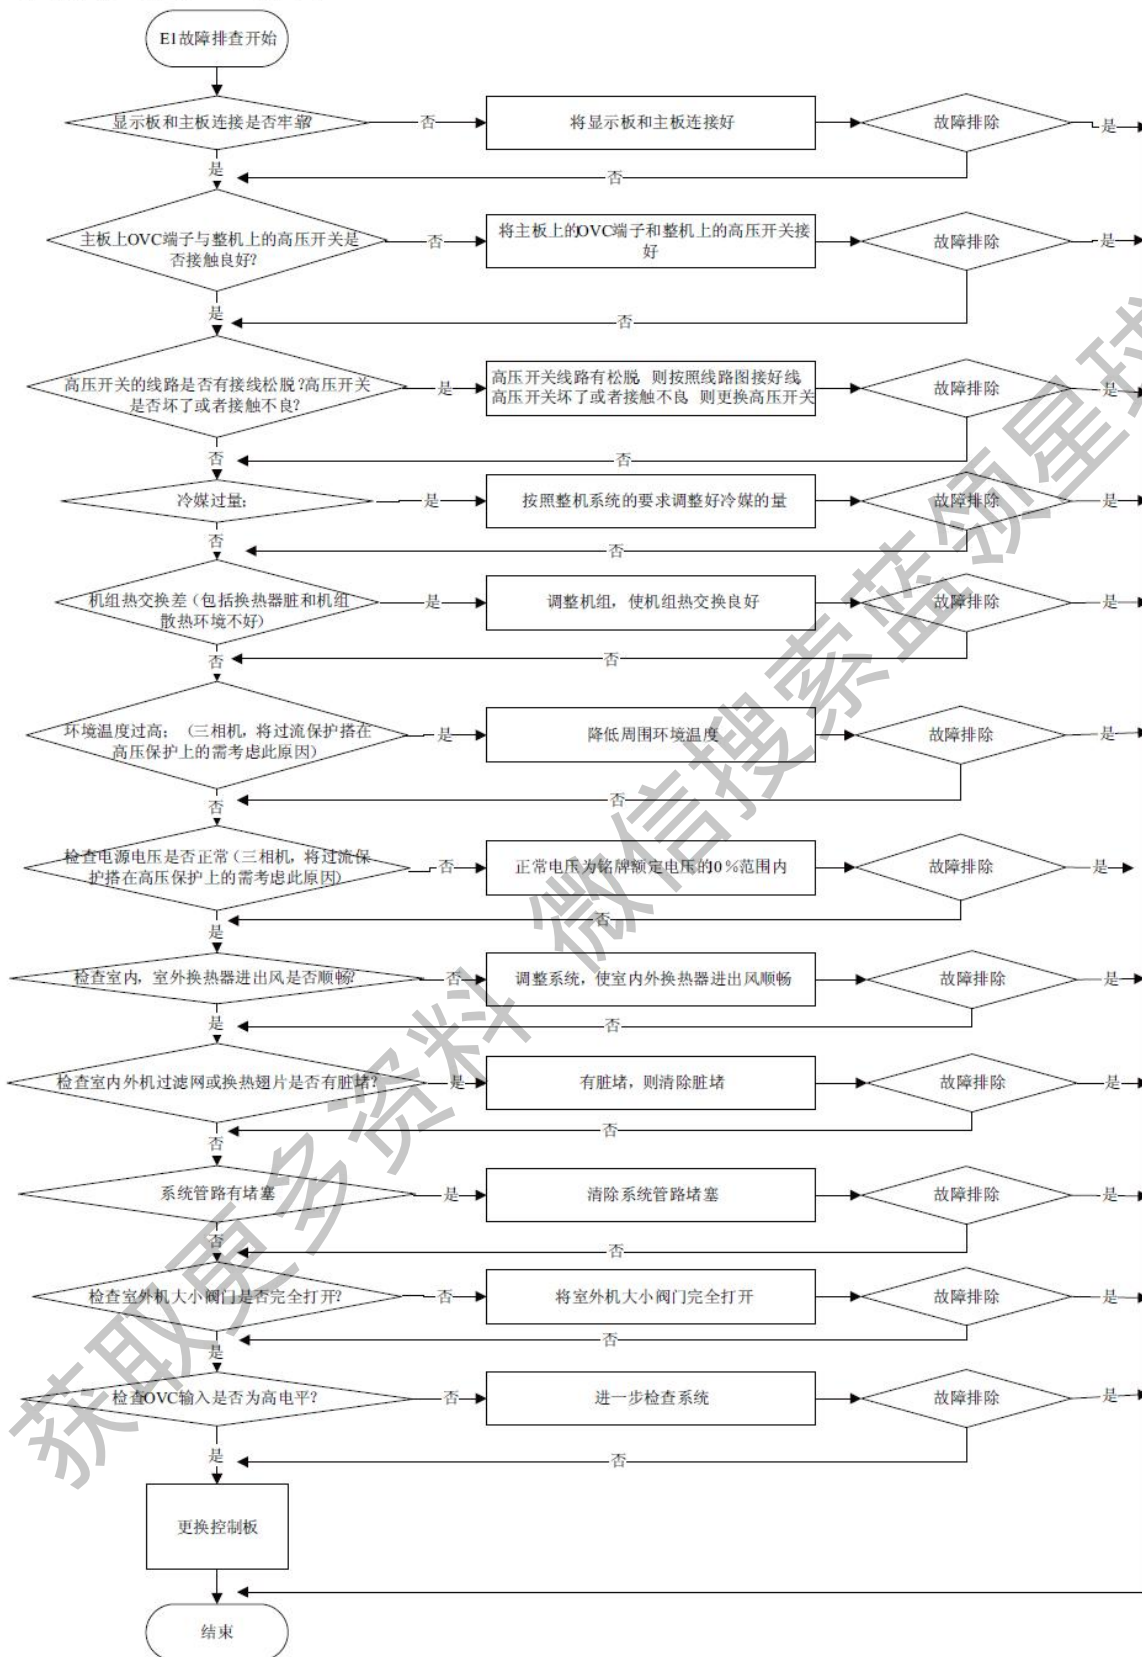 E1故障排查开始
显示板和主板连接是否牢靠?
否
将显示板和主板连接好
故障排除
是
是
否
主板上OVC端子与整机上的高压开关是
否接触良好?
否
将主板上的OVC端子和整机上的高压开关接
好
故障排除
是
是
否
高压开关的线路是否有接线松脱?高压开关
是否坏了或者接触不良?
是
高压开关线路有松脱，则按照线路图接好线
高压开关坏了或者接触不良，则更换高压开关
故障排除
是
否
否
冷媒过量;
是
按照整机系统的要求调整好冷媒的量
故障排除
是
否
否
机组热交换差(包括换热器脏和机组
散热环境不好)
是
调整机组，使机组热交换良好
故障排除
是
否
否
环境温度过高; (三相机，将过流保护搭在
高压保护上的需考虑此原因)
是
降低周围环境温度
故障排除
是
否
否
检查电源电压是否正常(三相机，将过流保
护搭在高压保护上的需考虑此原因)
否
正常电压为铭牌额定电压的10%范围内
故障排除
是
是
否
检查室内，室外换热器进出风是否顺畅?
否
调整系统，使室内外换热器进出风顺畅
故障排除
是
是
否
检查室内外机过滤网或换热翅片是否有脏堵?
是
有脏堵，则清除脏堵
故障排除
是
否
否
系统管路有堵塞
是
清除系统管路堵塞
故障排除
是
否
否
检查室外机大小阀门是否完全打开?
否
将室外机大小阀门完全打开
故障排除
是
是
否
检查OVC输入是否为高电平?
否
进一步检查系统
故障排除
是
是
否
更换控制板
结束
获取更多资料 微信搜索蓝领星球